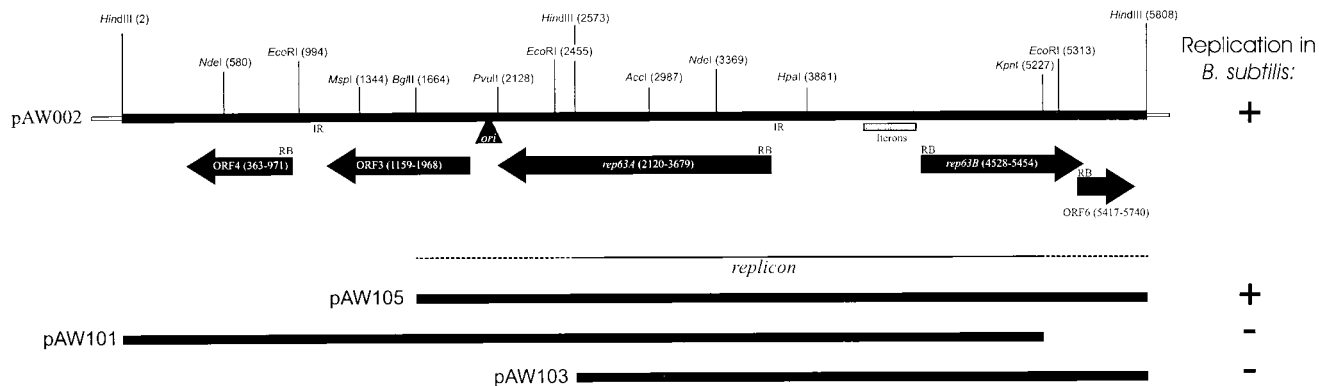 HindIII (2)
HindIII (2573)
HindIII (5808)
EcoRI (994)
EcoRI (2455)
EcoRI (5313)
NdeI (580)
MspI (1344)
BglII (1664)
PvuII (2128)
AccI (2987)
NdeI (3369)
HpaI (3881)
KpnI (5227)
Replication in
B. subtilis:
pAW002
+
IR
ori
IR
Iterons
RB
RB
RB
RB
ORF4 (363-971)
ORF3 (1159-1968)
rep63A (2120-3679)
rep63B (4528-5454)
ORF6 (5417-5740)
replicon
pAW105
+
pAW101
-
pAW103
-